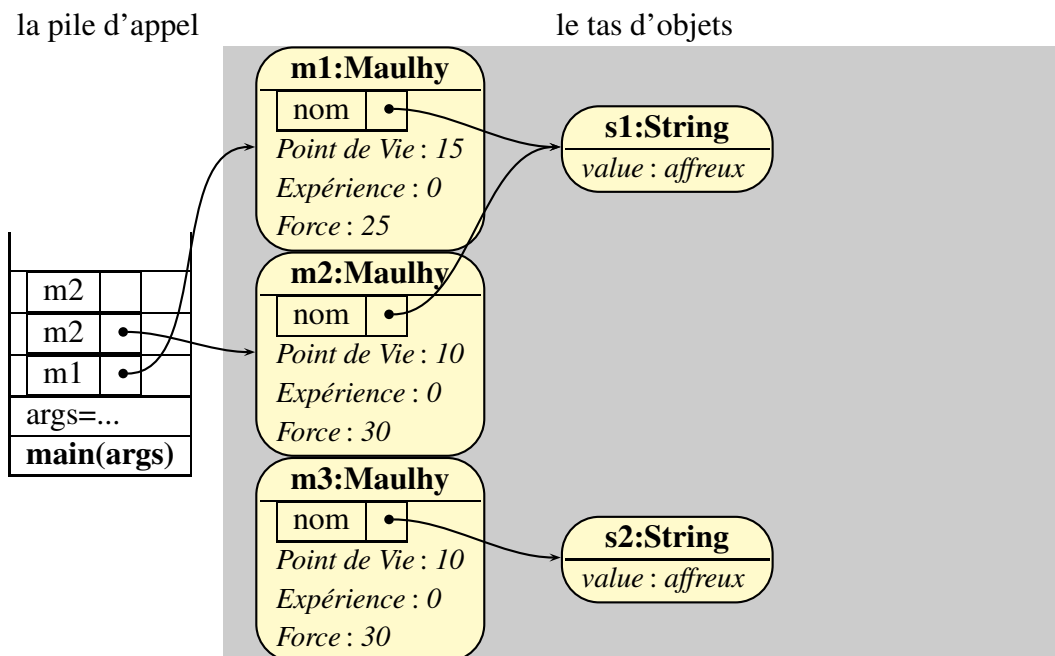 la pile d'appel
le tas d'objets
m2
m2
m1
args=...
main(args)
m1:Maulhy
nom
Point de Vie : 15
Expérience : 0
Force : 25
s1:String
value : affreux
m2:Maulhy
nom
Point de Vie : 10
Expérience : 0
Force : 30
m3:Maulhy
nom
Point de Vie : 10
Expérience : 0
Force : 30
s2:String
value : affreux